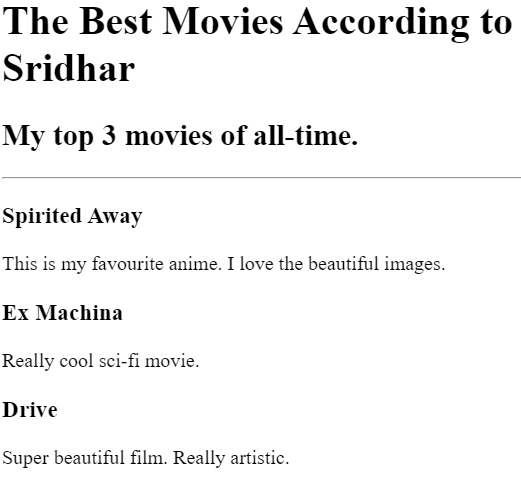 The Best Movies According to
Sridhar
My top 3 movies of all-time.
Spirited Away
This is my favourite anime. I love the beautiful images.
Ex Machina
Really cool sci-fi movie.
Drive
Super beautiful film. Really artistic.